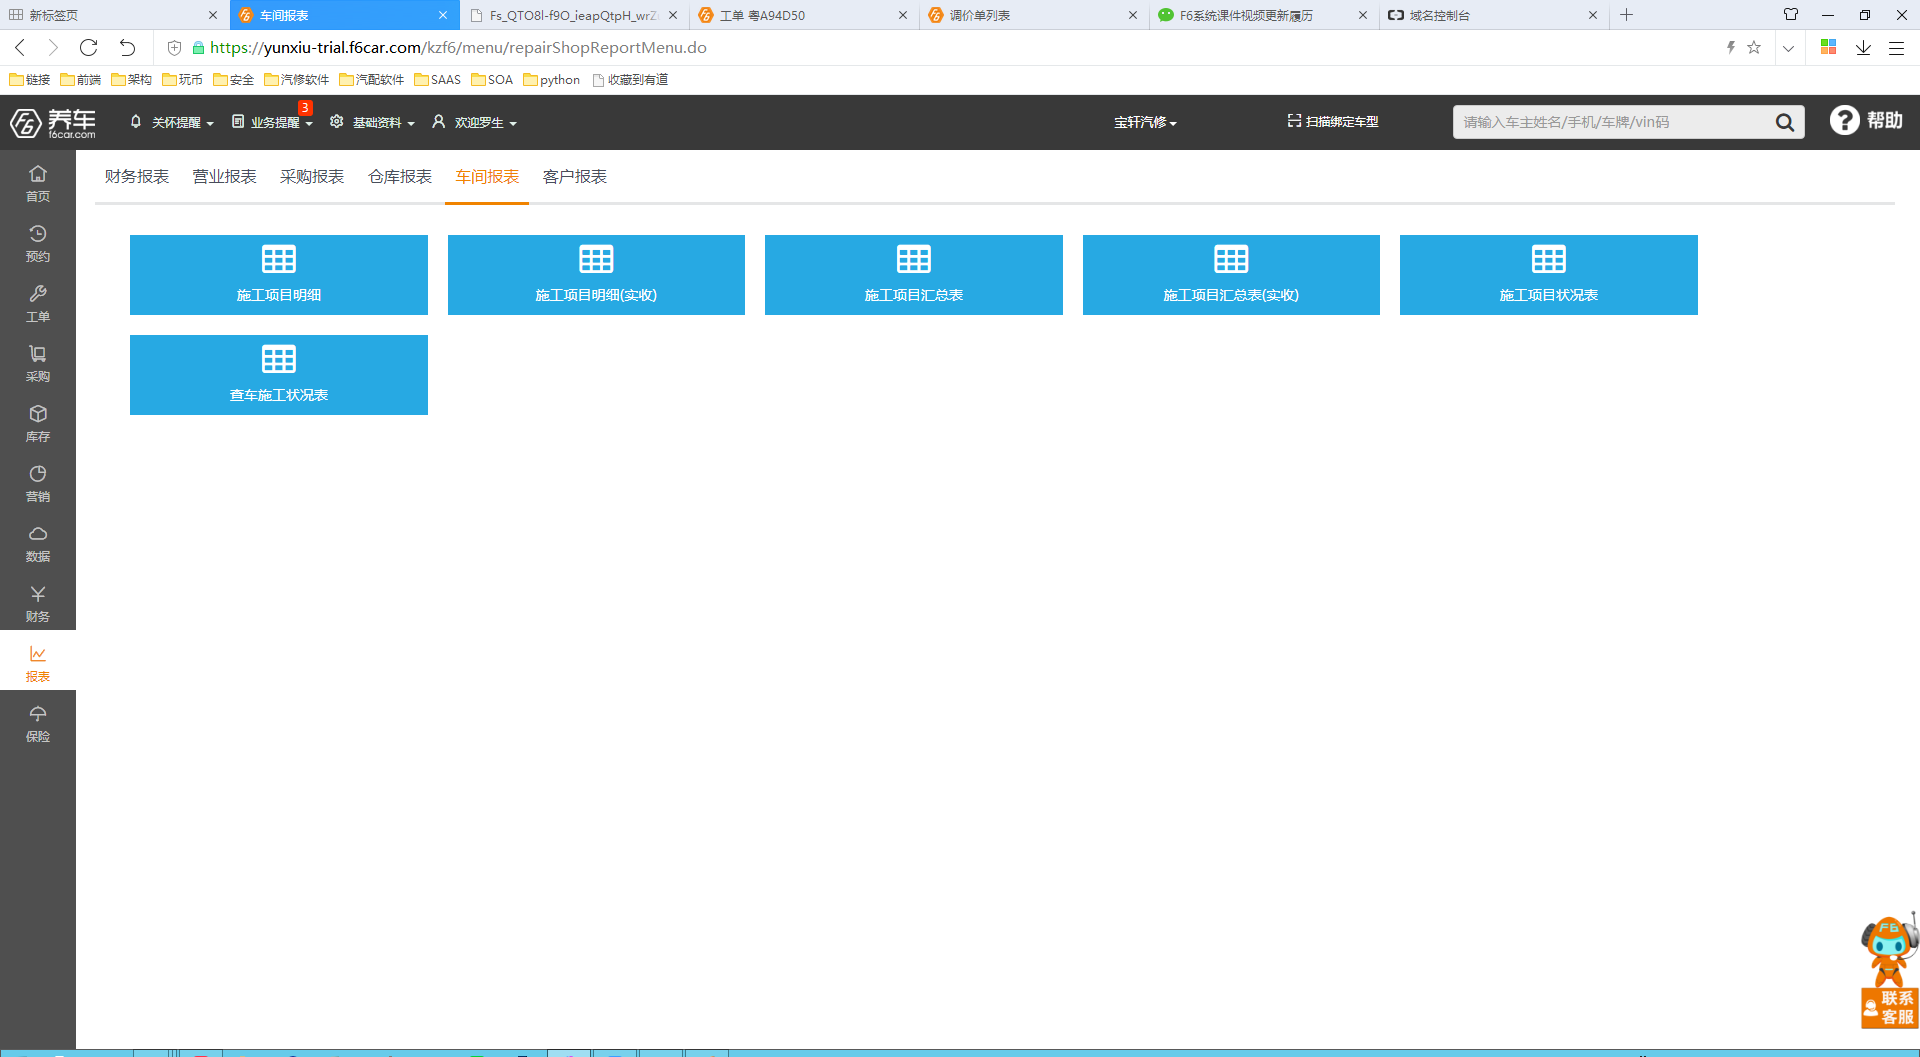 新标签页
车间报表
Fs_QTO8l-f9O_ieapQtpH_wrZ
工单 粤A94D50
调价单列表
F6系统课件视频更新履历
域名控制台
https://yunxiu-trial.f6car.com/kzf6/menu/repairShopReportMenu.do
链接 前端 架构 玩币 安全 汽修软件 汽配软件 SAAS SOA python 收藏到有道
养车
f6car.com
关怀提醒 业务提醒 3 基础资料 欢迎罗生
宝轩汽修
扫描绑定车型
请输入车主姓名/手机/车牌/vin码
帮助
首页
预约
工单
采购
库存
营销
数据
财务
报表
保险
财务报表 营业报表 采购报表 仓库报表 车间报表 客户报表
施工项目明细
施工项目明细(实收)
施工项目汇总表
施工项目汇总表(实收)
施工项目状况表
查车施工状况表
F6
联系
客服